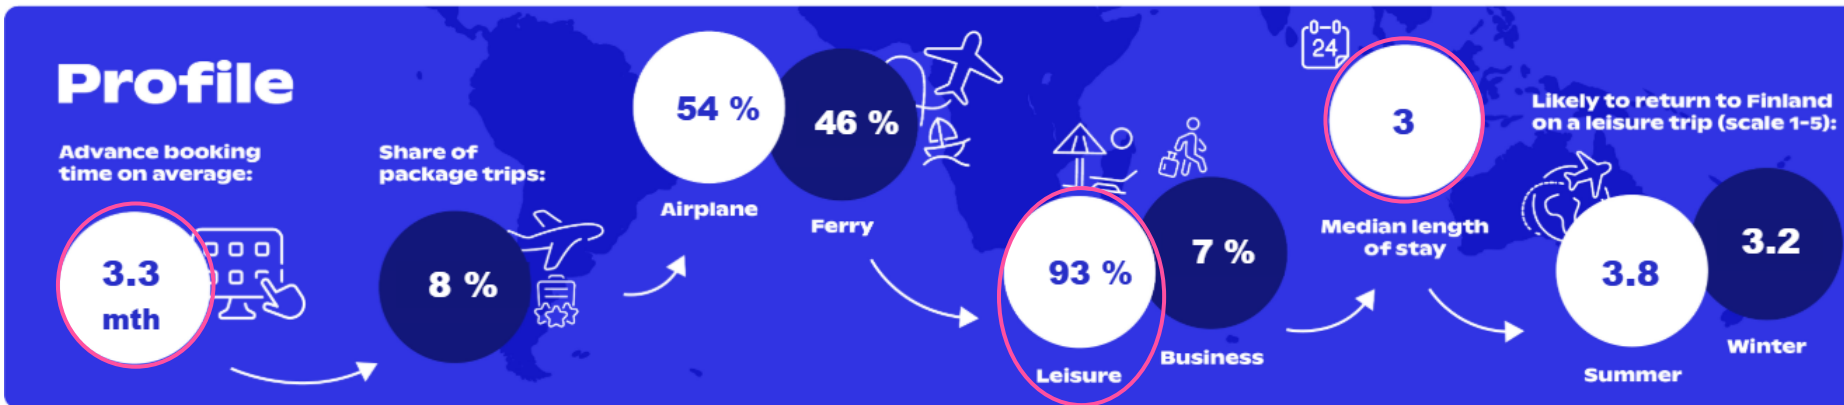 Profile
Advance booking
time on average:
3.3
mth
Share of
package trips:
8 %
54 %
Airplane
46 %
Ferry
93 %
Leisure
7 %
Business
24
3
Median length
of stay
Likely to return to Finland
on a leisure trip (scale 1-5):
3.8
Summer
3.2
Winter